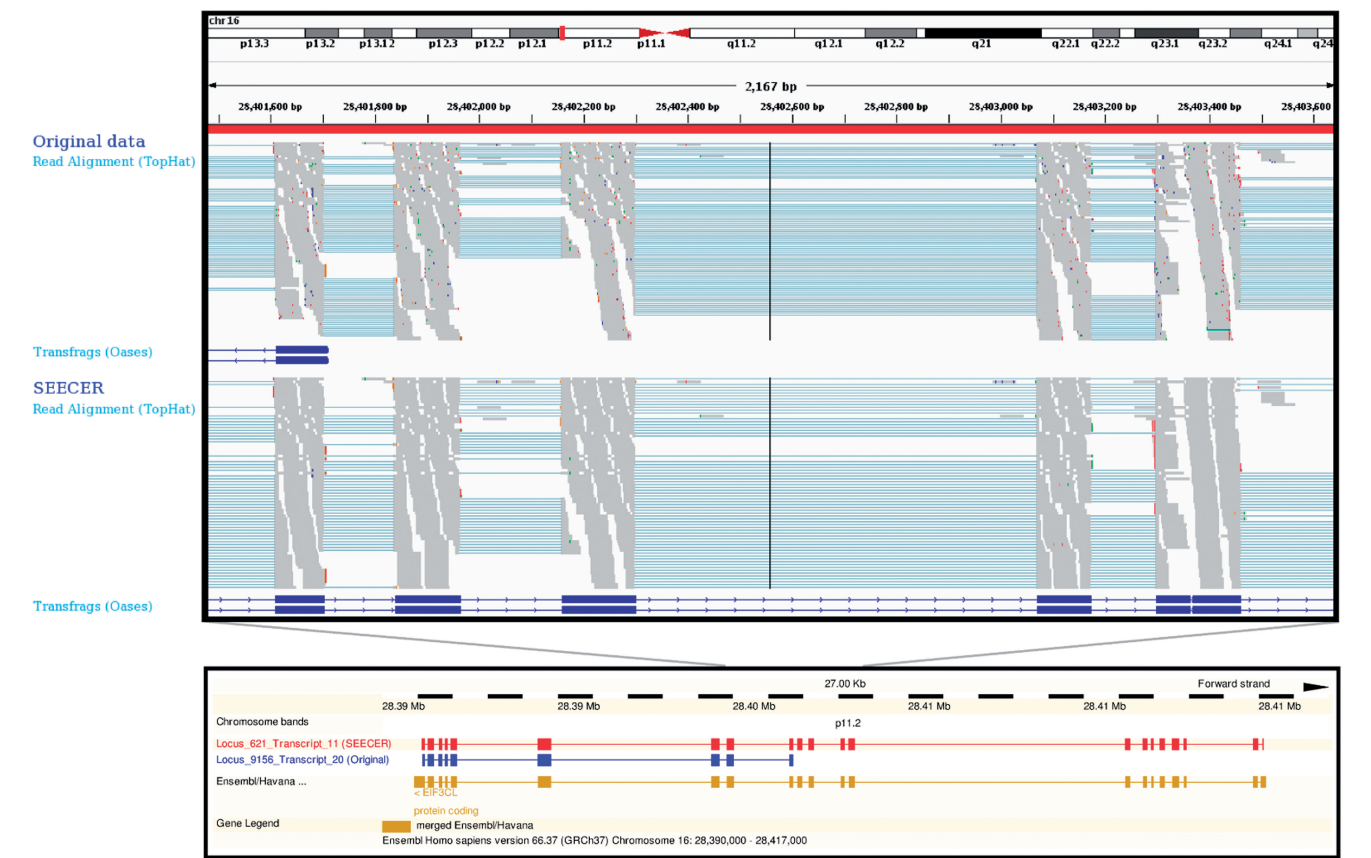 chr16
p13.3 p13.2 p13.12 p12.3 p12.2 p12.1 p11.2 p11.1 q11.2 q12.1 q12.2 q21 q22.1 q22.2 q23.1 q23.2 q24.1 q24
2,167 bp
28,401,600 bp 28,401,800 bp 28,402,000 bp 28,402,200 bp 28,402,400 bp 28,402,600 bp 28,402,800 bp 28,403,000 bp 28,403,200 bp 28,403,400 bp 28,403,600
Original data
Read Alignment (TopHat)
Transfrags (Oases)
SEECER
Read Alignment (TopHat)
Transfrags (Oases)
27.00 Kb Forward strand
28.39 Mb 28.39 Mb 28.40 Mb 28.41 Mb 28.41 Mb 28.41 Mb
Chromosome bands p11.2
Locus_621_Transcript_11 (SEECER)
Locus_9156_Transcript_20 (Original)
Ensembl/Havana ...
< EIF3CL
protein coding
Gene Legend merged Ensembl/Havana
Ensembl Homo sapiens version 66.37 (GRCh37) Chromosome 16: 28,390,000 - 28,417,000